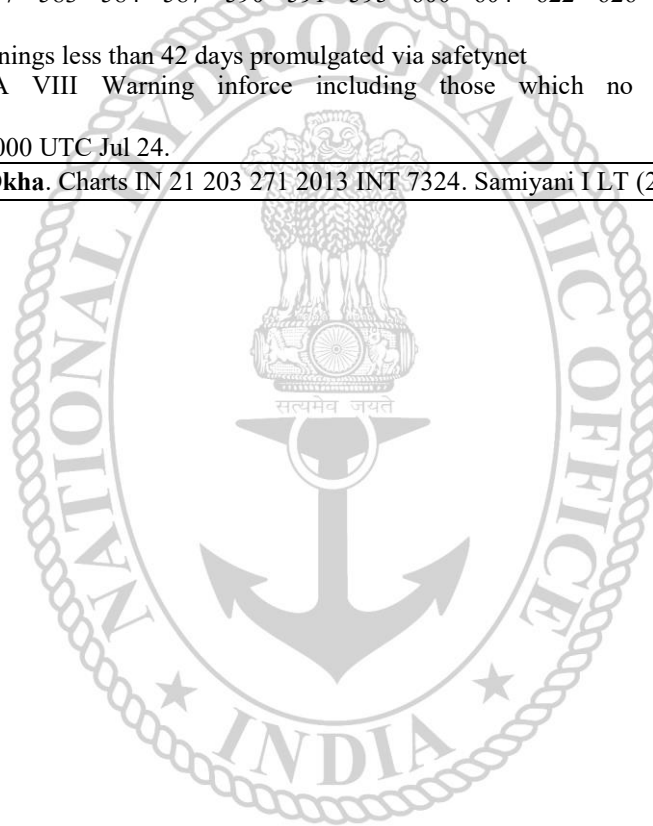 nings less than 42 days promulgated via safetynet
A VIII Warning inforce including those which no
000 UTC Jul 24.
Okha. Charts IN 21 203 271 2013 INT 7324. Samiyani I LT (2
NATIONAL HYDROGRAPHIC OFFICE
सत्यमेव जयते
INDIA